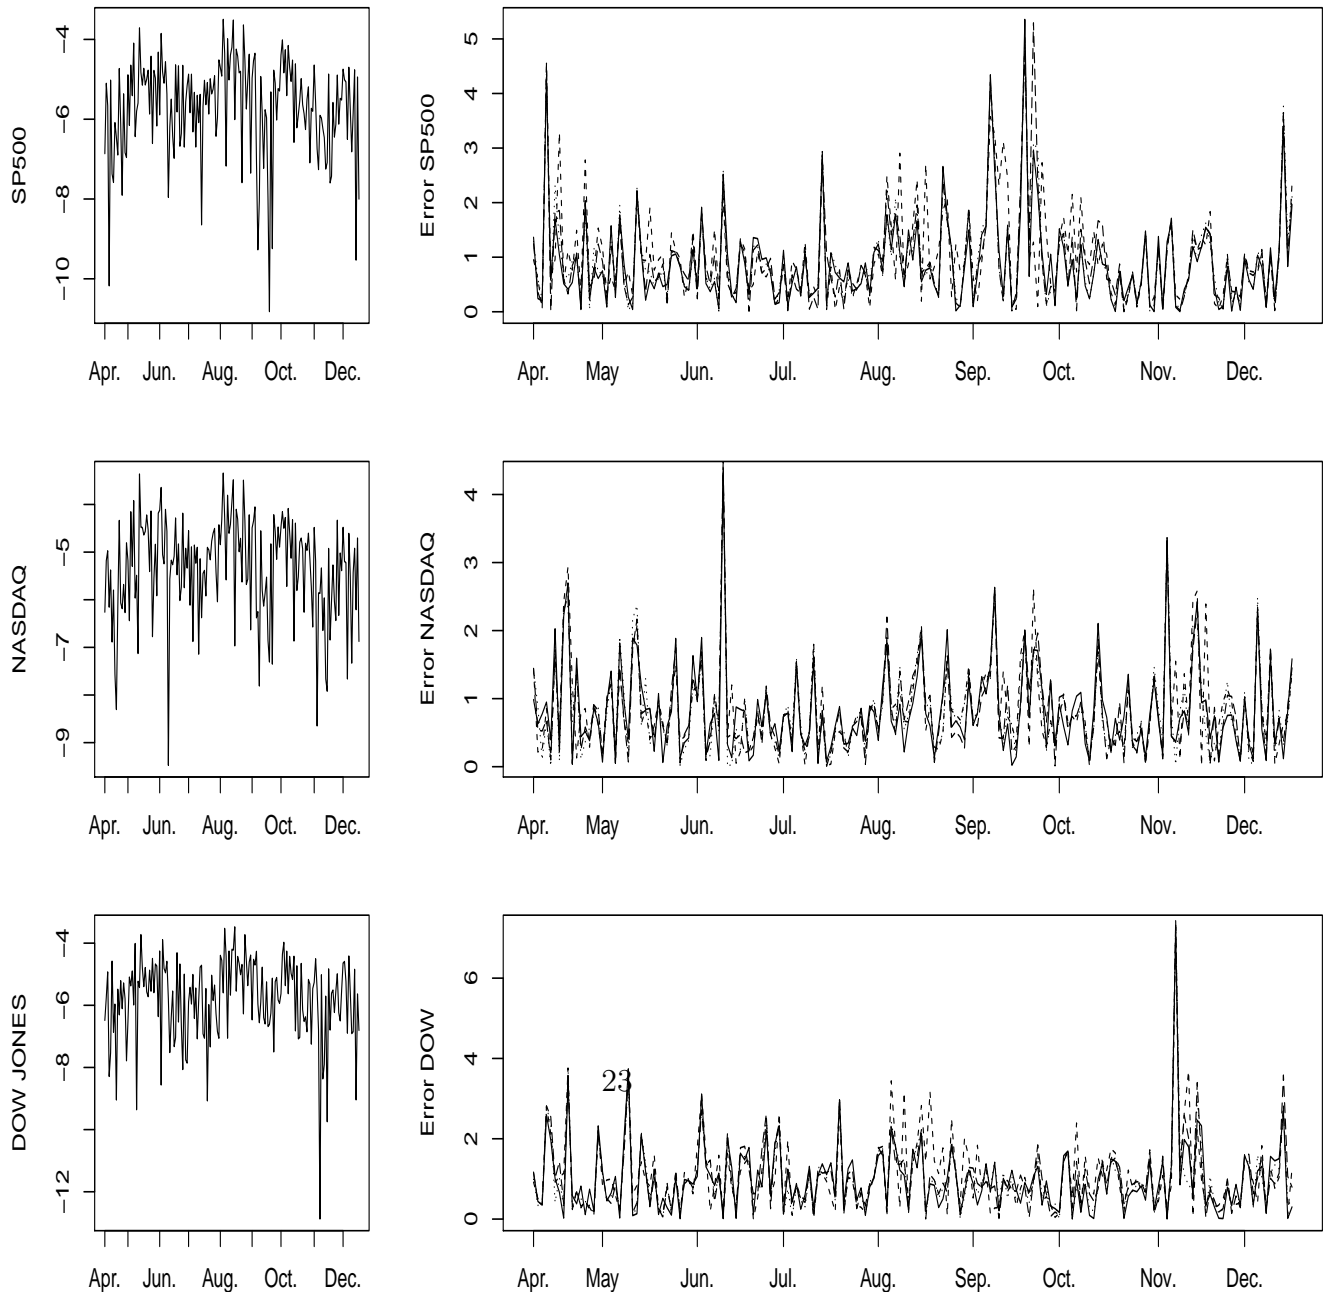 SP500
−4
−6
−8
−10
Apr. Jun. Aug. Oct. Dec.
Error SP500
5
4
3
2
1
0
Apr. May Jun. Jul. Aug. Sep. Oct. Nov. Dec.
NASDAQ
−5
−7
−9
Apr. Jun. Aug. Oct. Dec.
Error NASDAQ
4
3
2
1
0
Apr. May Jun. Jul. Aug. Sep. Oct. Nov. Dec.
DOW JONES
−4
−6
−8
−12
Apr. Jun. Aug. Oct. Dec.
Error DOW
6
4
2
0
23
Apr. May Jun. Jul. Aug. Sep. Oct. Nov. Dec.